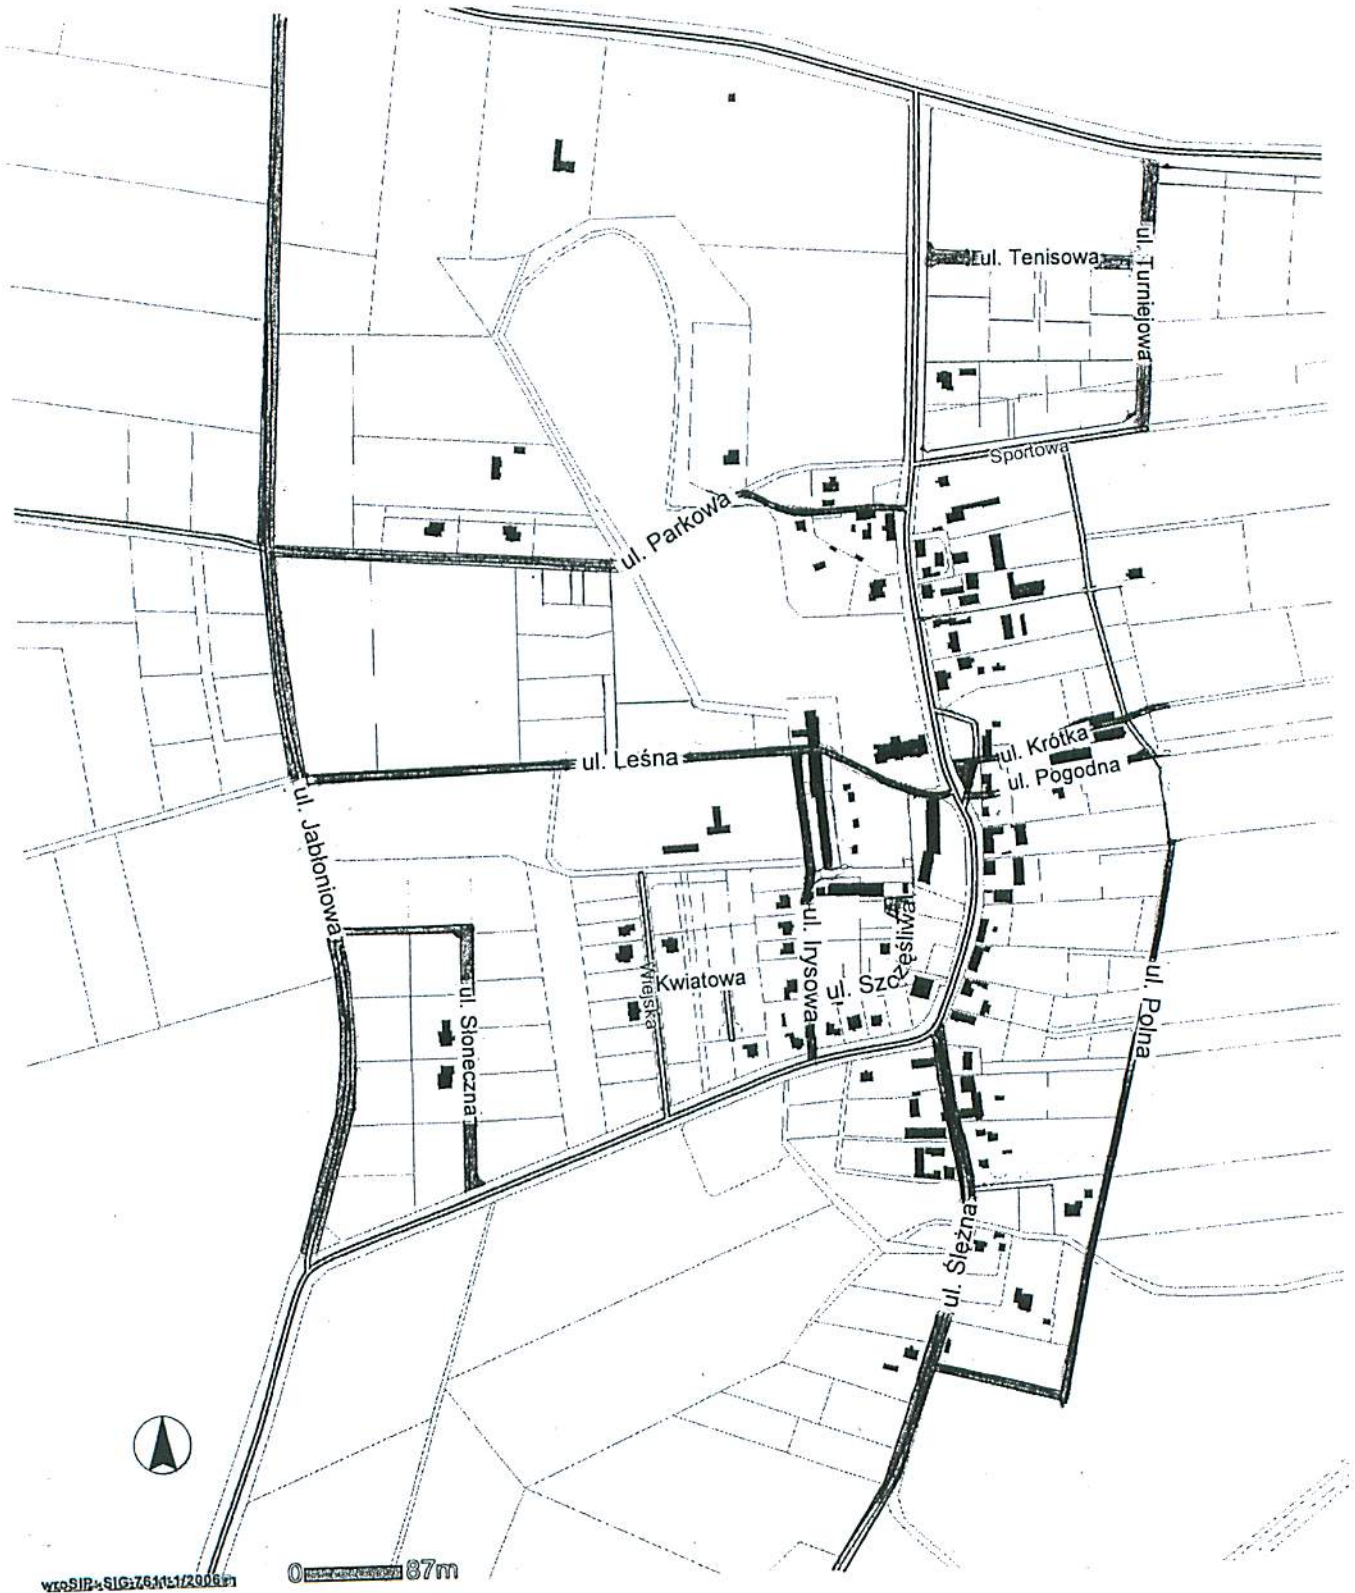 ul. Tenisowa
ul. Turniejowa
Sportowa
ul. Parkowa
ul. Krótka
ul. Leśna
ul. Pogodna
ul. Jabłoniowa
ul. Szczęśliwa
ul. Irysowa
Kwiatowa
Wiejska
ul. Słoneczna
ul. Polna
ul. Ślężna
0 87m